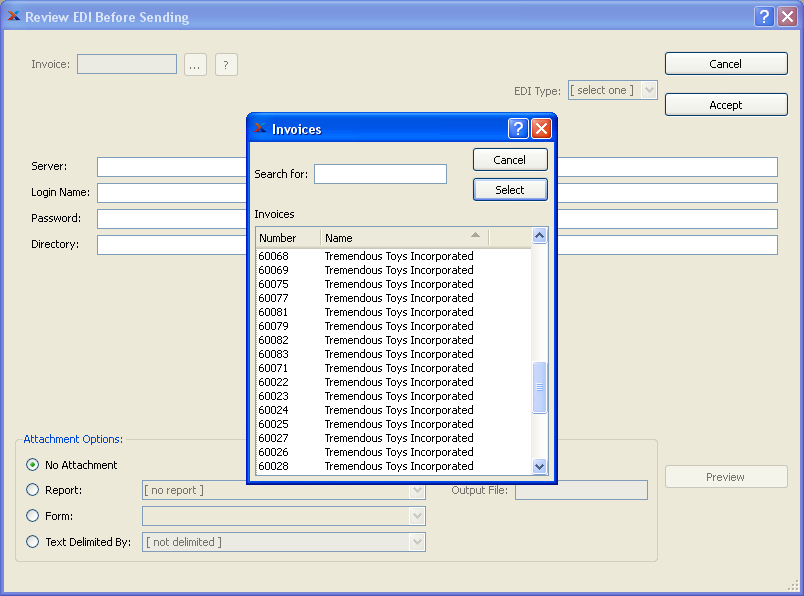 Review EDI Before Sending
?
Invoice:
...
?
Cancel
EDI Type:
[ select one ]
Accept
Server:
Login Name:
Password:
Directory:
Invoices
?
Search for:
Cancel
Select
Invoices
Number Name
60068 Tremendous Toys Incorporated
60069 Tremendous Toys Incorporated
60075 Tremendous Toys Incorporated
60077 Tremendous Toys Incorporated
60081 Tremendous Toys Incorporated
60079 Tremendous Toys Incorporated
60082 Tremendous Toys Incorporated
60083 Tremendous Toys Incorporated
60071 Tremendous Toys Incorporated
60022 Tremendous Toys Incorporated
60023 Tremendous Toys Incorporated
60024 Tremendous Toys Incorporated
60025 Tremendous Toys Incorporated
60027 Tremendous Toys Incorporated
60026 Tremendous Toys Incorporated
60028 Tremendous Toys Incorporated
Attachment Options:
No Attachment
Report: [ no report ] Output File:
Preview
Form:
Text Delimited By: [ not delimited ]